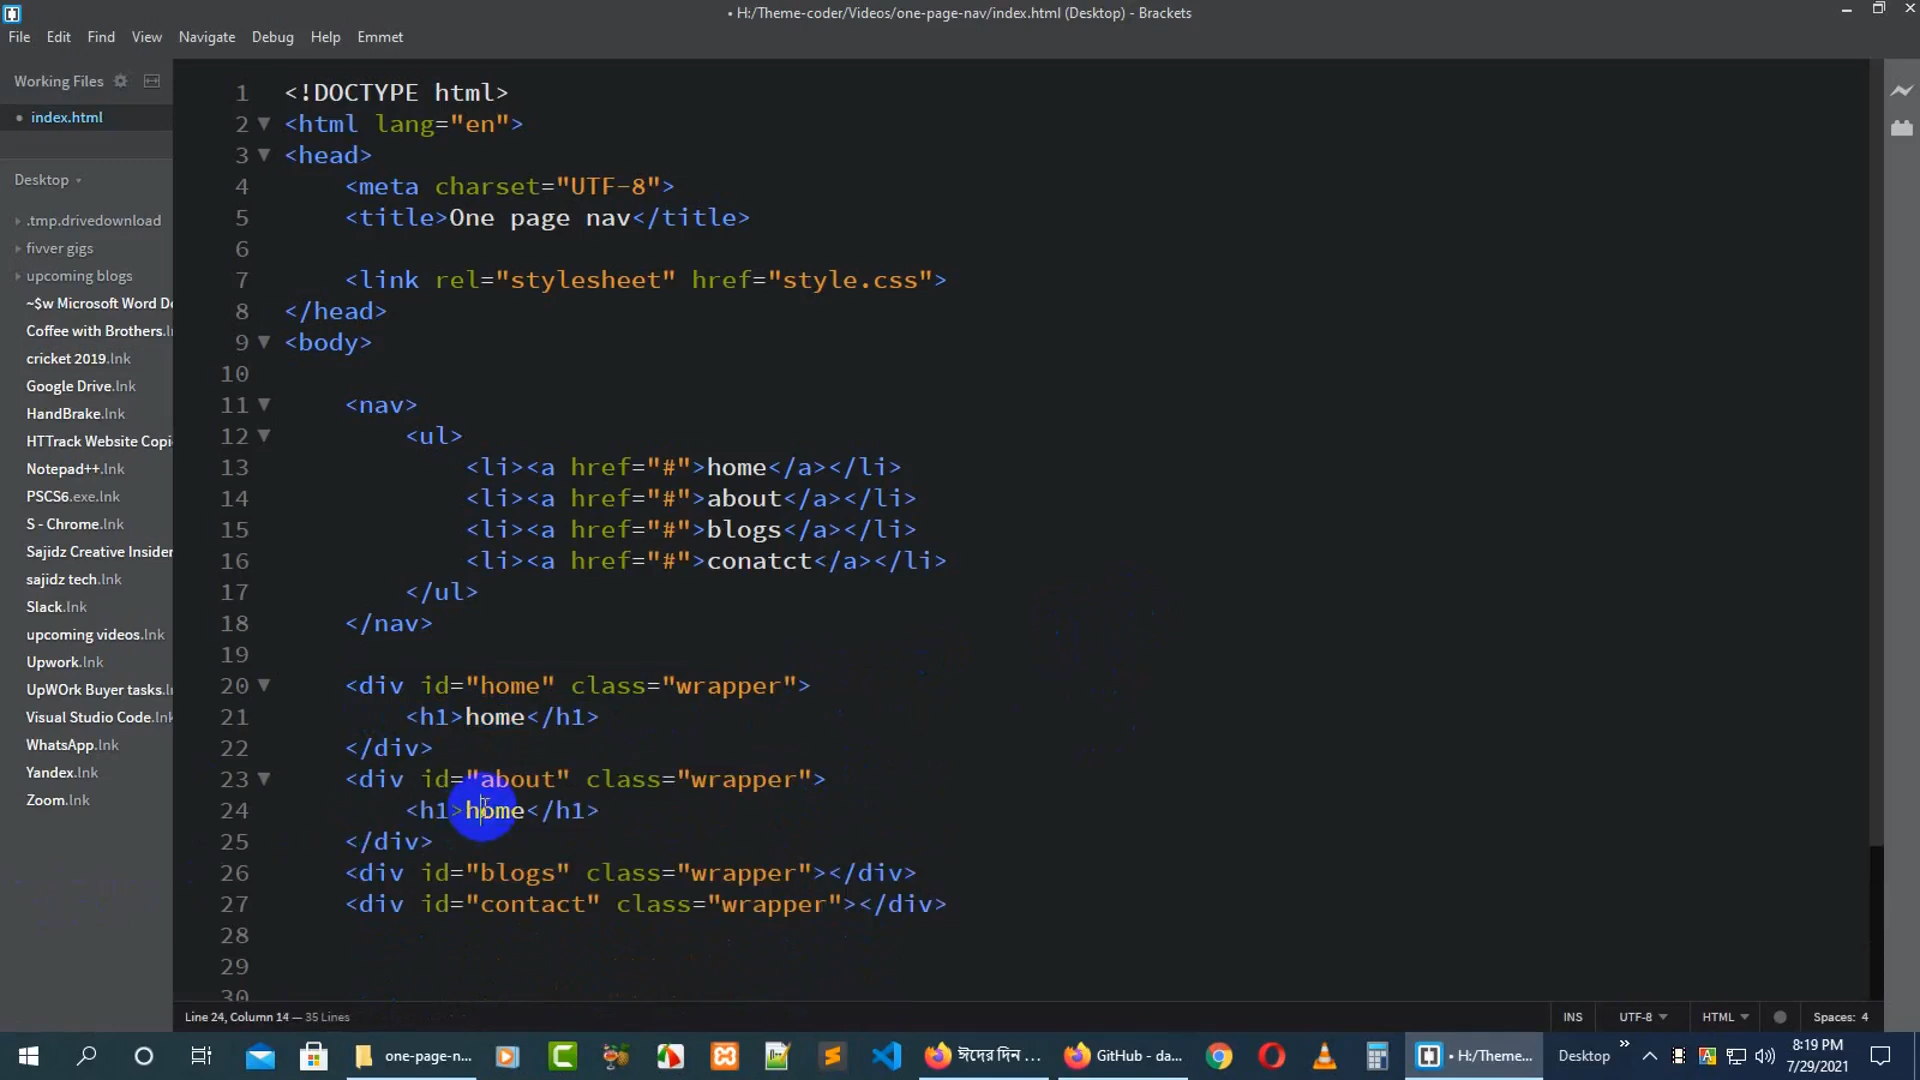 • H:/Theme-coder/Videos/one-page-nav/index.html (Desktop) - Brackets
File Edit Find View Navigate Debug Help Emmet
Working Files
• index.html
Desktop
.tmp.drivedownload
fivver gigs
upcoming blogs
~$w Microsoft Word De
Coffee with Brothers.l
cricket 2019.lnk
Google Drive.lnk
HandBrake.lnk
HTTrack Website Copi
Notepad++.lnk
PSCS6.exe.lnk
S - Chrome.lnk
Sajidz Creative Insider
sajidz tech.lnk
Slack.lnk
upcoming videos.lnk
Upwork.lnk
UpWOrk Buyer tasks.l
Visual Studio Code.lnk
WhatsApp.lnk
Yandex.lnk
Zoom.lnk
1 <!DOCTYPE html>
2 <html lang="en">
3 <head>
4 <meta charset="UTF-8">
5 <title>One page nav</title>
6
7 <link rel="stylesheet" href="style.css">
8 </head>
9 <body>
10
11 <nav>
12 <ul>
13 <li><a href="#">home</a></li>
14 <li><a href="#">about</a></li>
15 <li><a href="#">blogs</a></li>
16 <li><a href="#">conatct</a></li>
17 </ul>
18 </nav>
19
20 <div id="home" class="wrapper">
21 <h1>home</h1>
22 </div>
23 <div id="about" class="wrapper">
24 <h1>home</h1>
25 </div>
26 <div id="blogs" class="wrapper"></div>
27 <div id="contact" class="wrapper"></div>
28
29
30
Line 24, Column 14 — 35 Lines
INS UTF-8 HTML Spaces: 4
one-page-n... ঈদের দিন ... GitHub - da... • H:/Theme... Desktop » 8:19 PM
7/29/2021